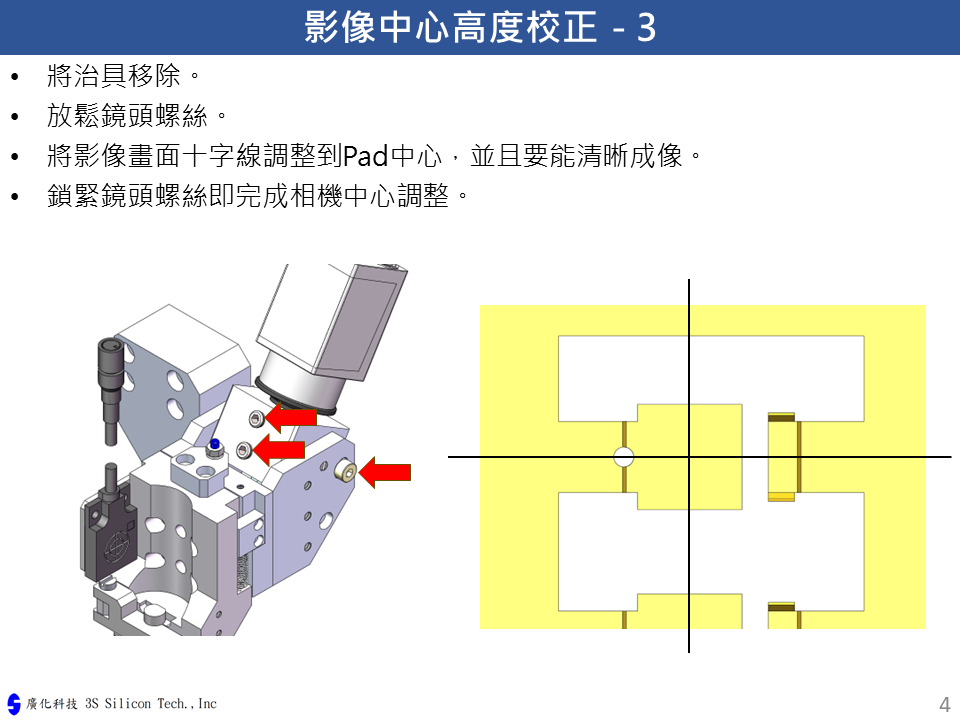 影像中心高度校正 - 3
• 將治具移除。
• 放鬆鏡頭螺絲。
• 將影像畫面十字線調整到Pad中心，並且要能清晰成像。
• 鎖緊鏡頭螺絲即完成相機中心調整。
廣化科技 3S Silicon Tech.,Inc
4